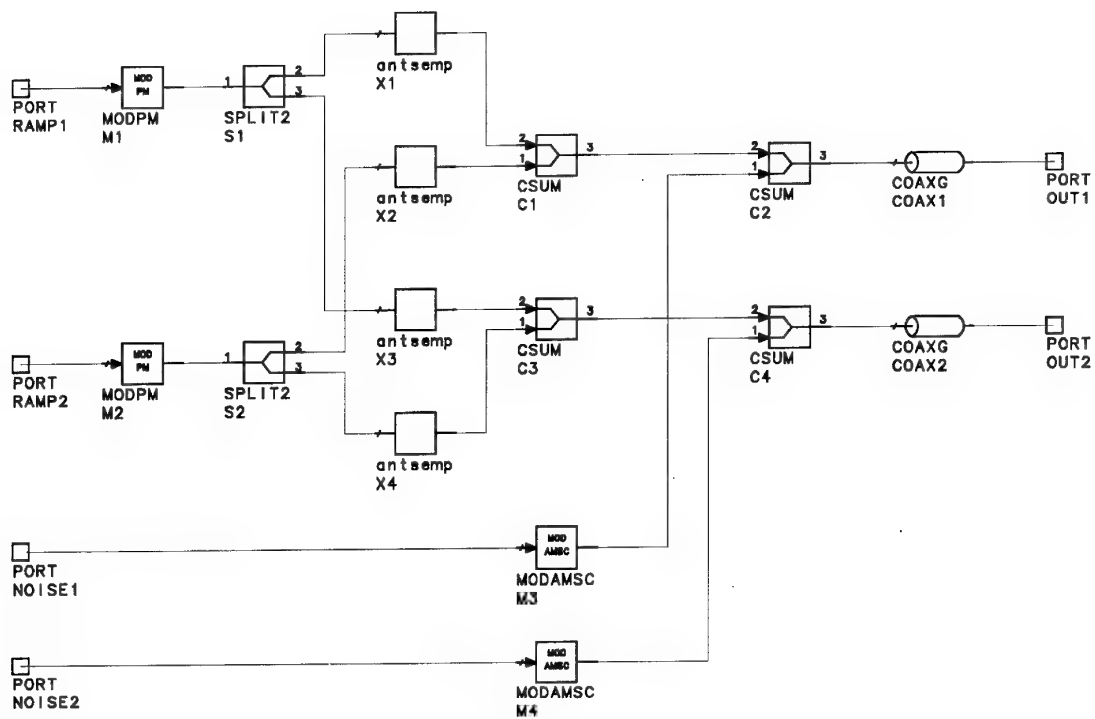 PORT
RAMP1
MOD
PM
MODPM
M1
1
2
3
SPLIT2
S1
antsemp
X1
antsemp
X2
2
1
3
CSUM
C1
2
1
3
CSUM
C2
COAXG
COAX1
PORT
OUT1
PORT
RAMP2
MOD
PM
MODPM
M2
1
2
3
SPLIT2
S2
antsemp
X3
antsemp
X4
2
1
3
CSUM
C3
2
1
3
CSUM
C4
COAXG
COAX2
PORT
OUT2
PORT
NOISE1
MOD
AMSC
MODAMSC
M3
PORT
NOISE2
MOD
AMSC
MODAMSC
M4